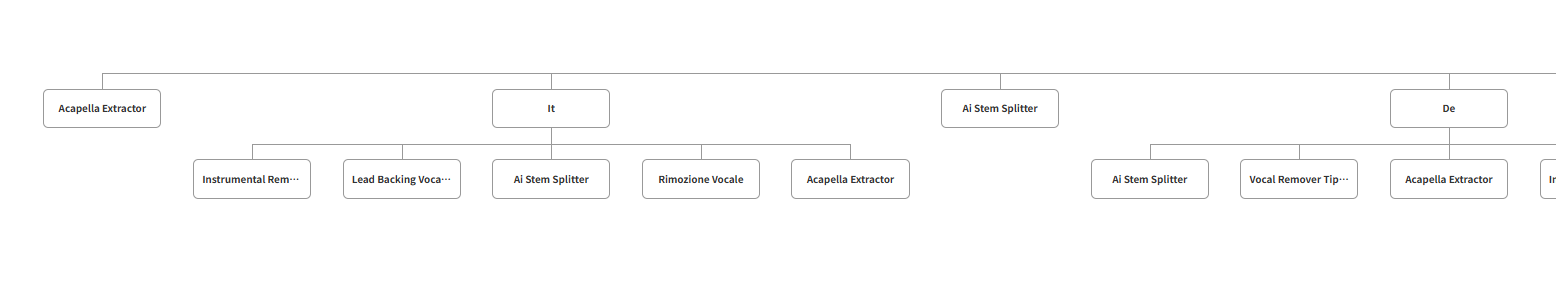 Acapella Extractor
It
Ai Stem Splitter
De
Instrumental Rem···
Lead Backing Voca···
Ai Stem Splitter
Rimozione Vocale
Acapella Extractor
Ai Stem Splitter
Vocal Remover Tip···
Acapella Extractor